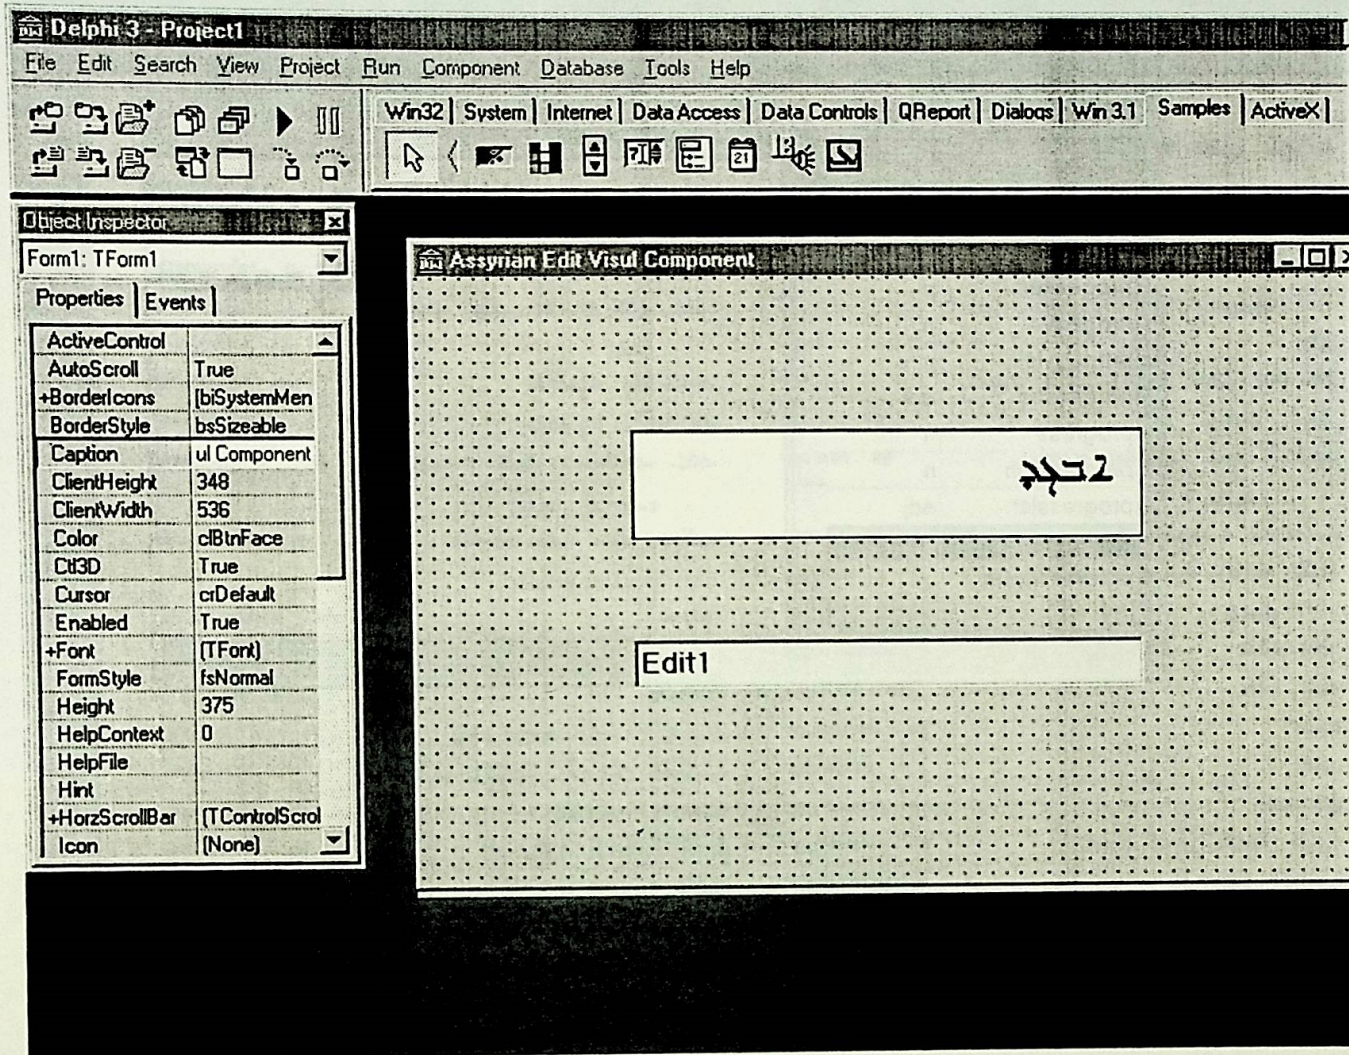 Delphi 3 - Project1
File Edit Search View Project Run Component Database Tools Help
Win32 System Internet Data Access Data Controls QReport Dialogs Win 3.1 Samples ActiveX
21
Object Inspector
Form1: TForm1
Properties Events
ActiveControl
AutoScroll True
+BorderIcons [biSystemMen
BorderStyle bsSizeable
Caption ul Component
ClientHeight 348
ClientWidth 536
Color clBtnFace
Ctl3D True
Cursor crDefault
Enabled True
+Font (TFont)
FormStyle fsNormal
Height 375
HelpContext 0
HelpFile
Hint
+HorzScrollBar (TControlScrol
Icon (None)
Assyrian Edit Visul Component
ܐܒܓܕ
Edit1